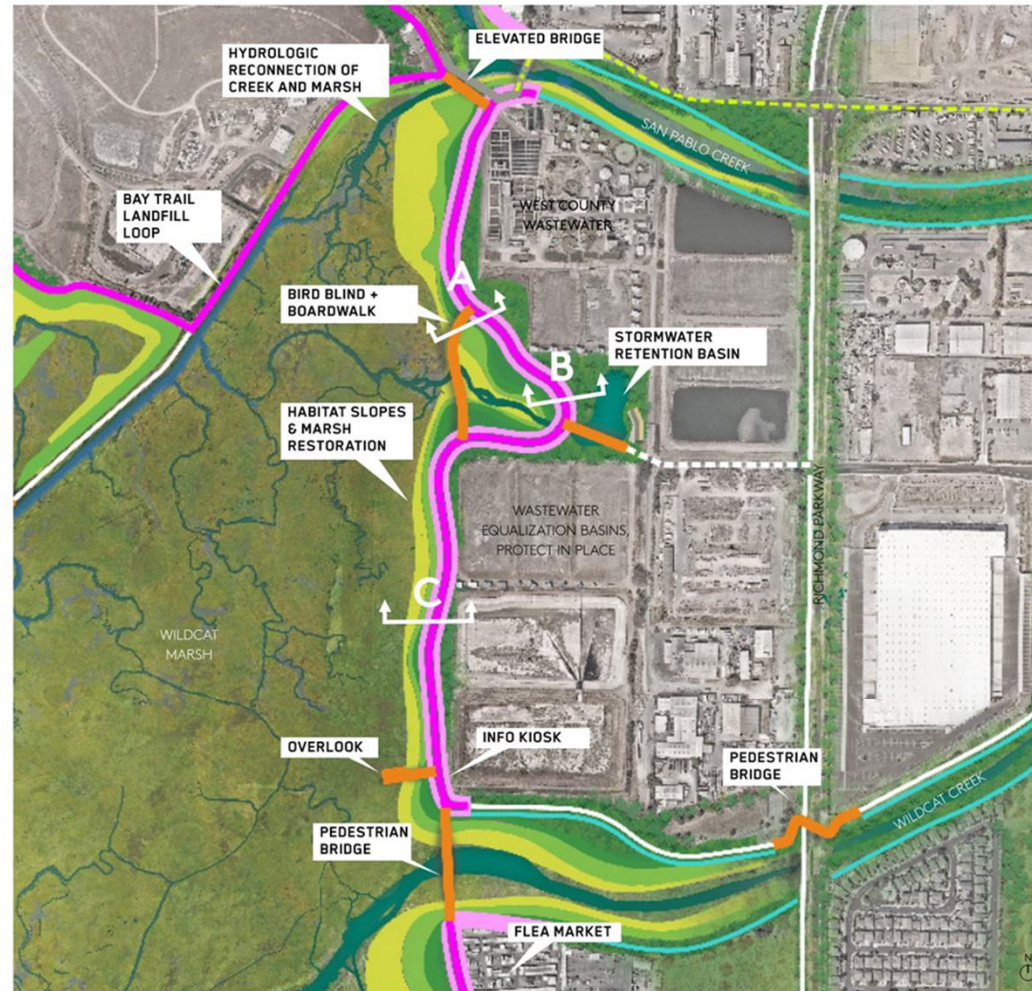 ELEVATED BRIDGE
HYDROLOGIC
RECONNECTION OF
CREEK AND MARSH
SAN PABLO CREEK
BAY TRAIL
LANDFILL
LOOP
WEST COUNTY
WASTEWATER
A
BIRD BLIND +
BOARDWALK
STORMWATER
RETENTION BASIN
B
HABITAT SLOPES
& MARSH
RESTORATION
RICHMOND PARKWAY
WASTEWATER
EQUALIZATION BASINS,
PROTECT IN PLACE
C
WILDCAT
MARSH
OVERLOOK
INFO KIOSK
PEDESTRIAN
BRIDGE
WILDCAT CREEK
PEDESTRIAN
BRIDGE
FLEA MARKET
N